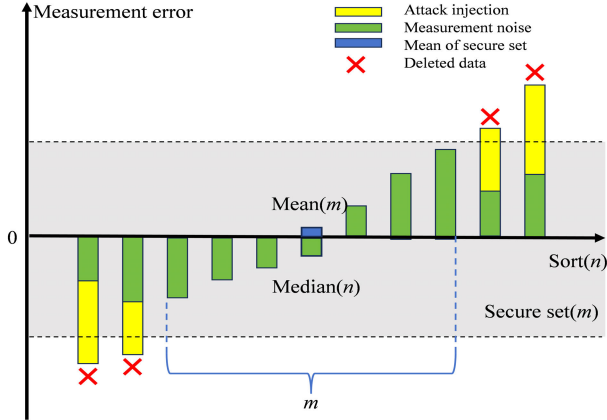 Measurement error
Attack injection
Measurement noise
Mean of secure set
Deleted data
Mean(m)
0
Sort(n)
Median(n)
Secure set(m)
m